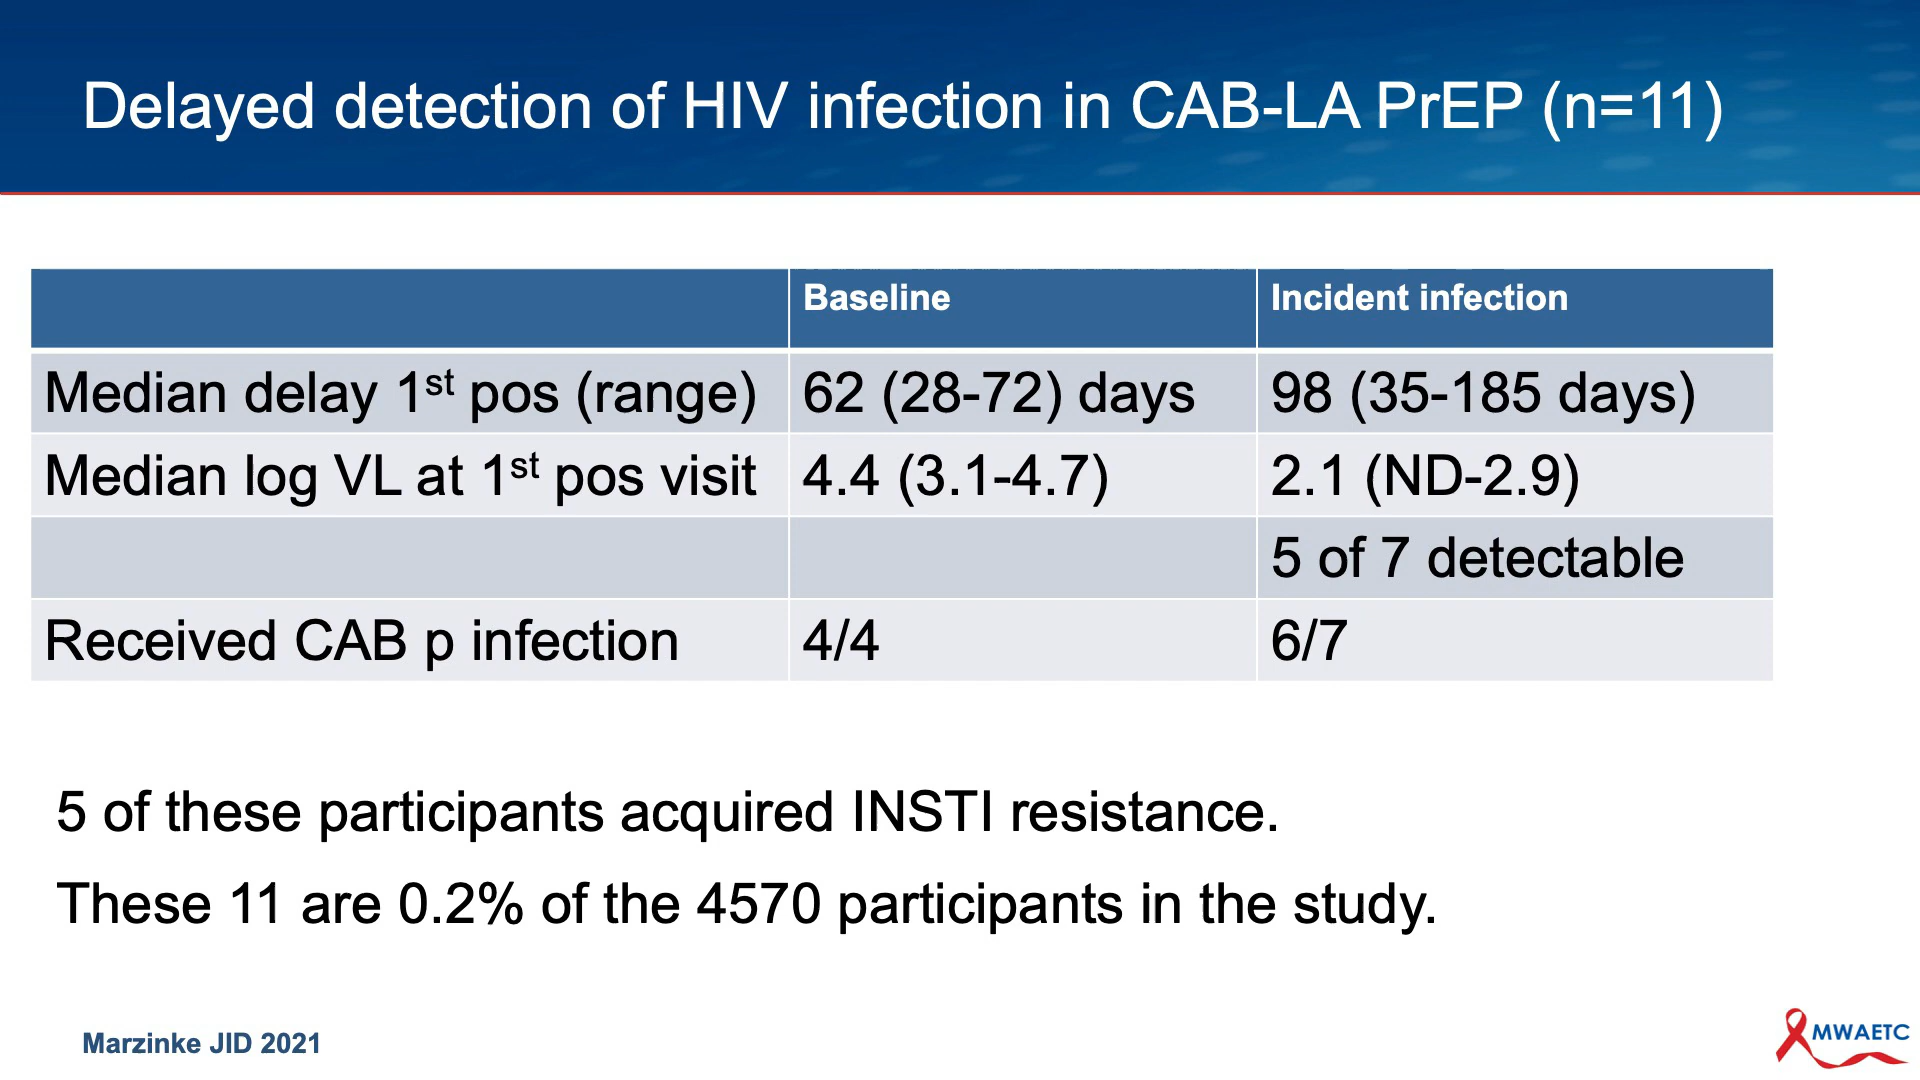 Delayed detection of HIV infection in CAB-LA PrEP (n=11)
Baseline Incident infection
Median delay 1st pos (range) 62 (28-72) days 98 (35-185 days)
Median log VL at 1st pos visit 4.4 (3.1-4.7) 2.1 (ND-2.9)
5 of 7 detectable
Received CAB p infection 4/4 6/7
5 of these participants acquired INSTI resistance.
These 11 are 0.2% of the 4570 participants in the study.
Marzinke JID 2021
MWAETC